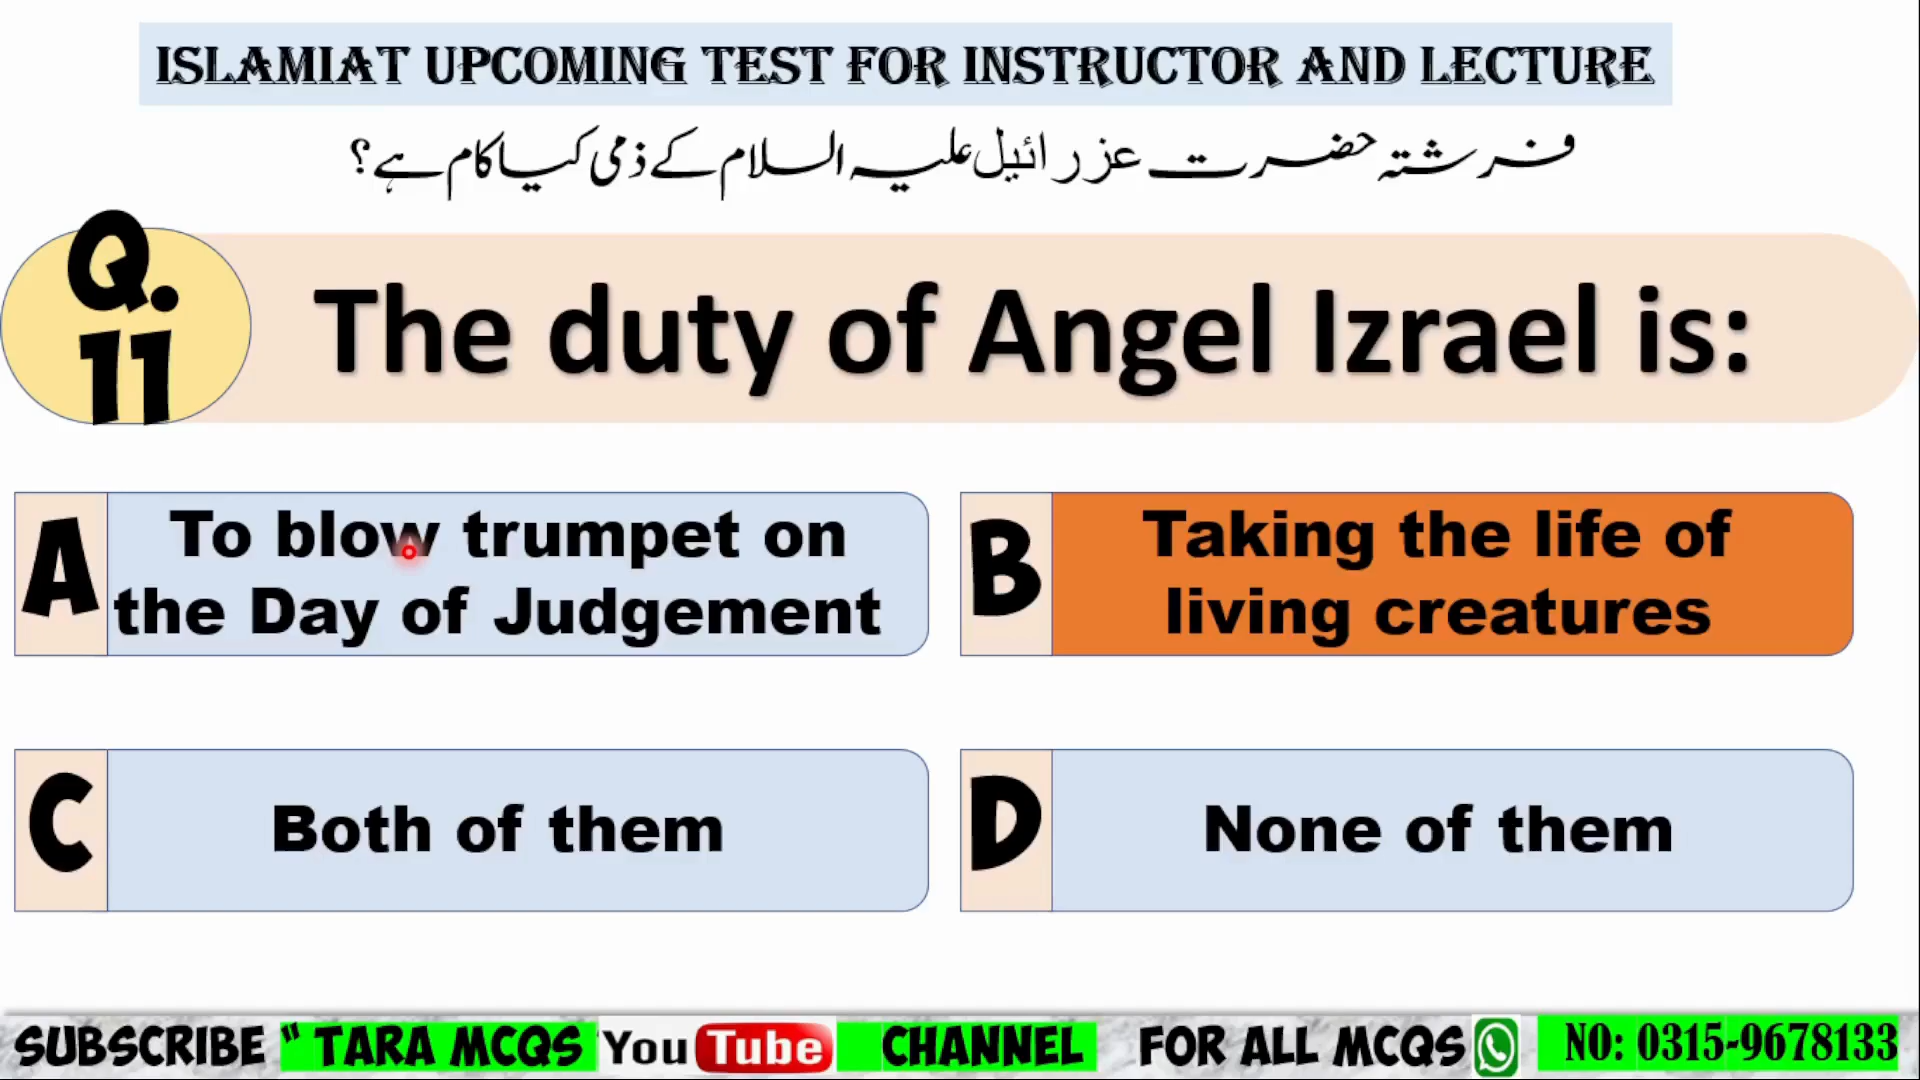 ISLAMIAT UPCOMING TEST FOR INSTRUCTOR AND LECTURE
فرشتہ حضرت عزرائیل علیہ السلام کے ذمی کیا کام ہے؟
Q.
11
The duty of Angel Izrael is:
A
To blow trumpet on
the Day of Judgement
B
Taking the life of
living creatures
C
Both of them
D
None of them
SUBSCRIBE “ TARA MCQS YouTube CHANNEL FOR ALL MCQS NO: 0315-9678133